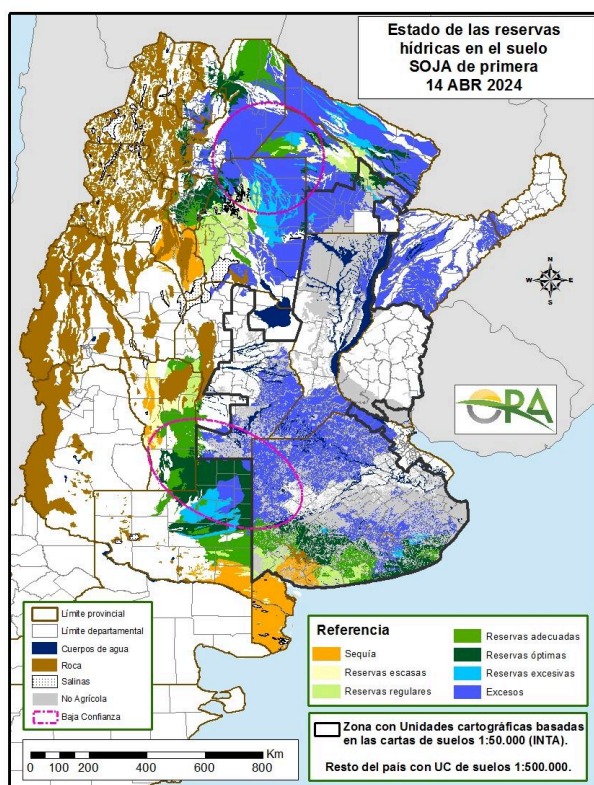 Estado de las reservas
hídricas en el suelo
SOJA de primera
14 ABR 2024
N
W E
S
ORA
Límite provincial
Límite departamental
Cuerpos de agua
Roca
Salinas
No Agrícola
Baja Confianza
Referencia
Sequía
Reservas escasas
Reservas regulares
Reservas adecuadas
Reservas óptimas
Reservas excesivas
Excesos
Zona con Unidades cartográficas basadas
en las cartas de suelos 1:50.000 (INTA).
Resto del país con UC de suelos 1:500.000.
Km
0 100 200 400 600 800